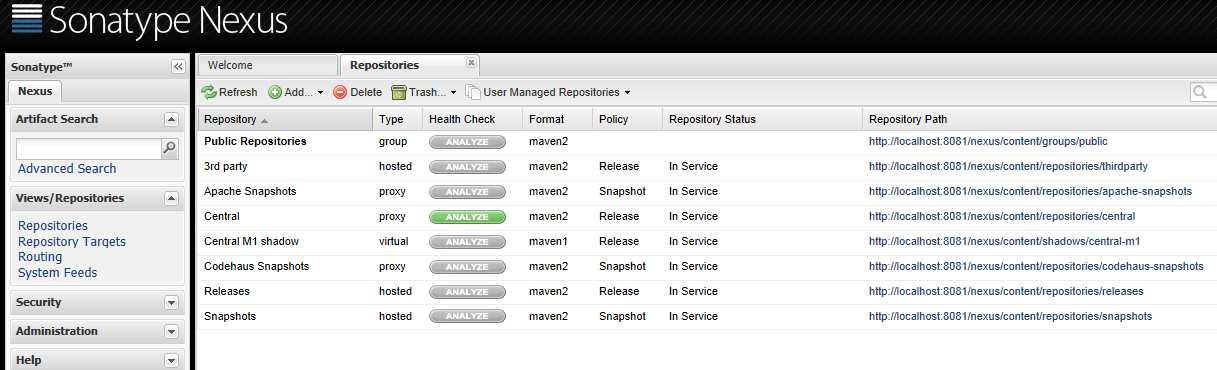 Sonatype Nexus
Sonatype™
Nexus
Artifact Search
Advanced Search
Views/Repositories
Repositories
Repository Targets
Routing
System Feeds
Security
Administration
Help
Welcome Repositories
Refresh Add... Delete Trash... User Managed Repositories
Repository Type Health Check Format Policy Repository Status Repository Path
Public Repositories group ANALYZE maven2 http://localhost:8081/nexus/content/groups/public
3rd party hosted ANALYZE maven2 Release In Service http://localhost:8081/nexus/content/repositories/thirdparty
Apache Snapshots proxy ANALYZE maven2 Snapshot In Service http://localhost:8081/nexus/content/repositories/apache-snapshots
Central proxy ANALYZE maven2 Release In Service http://localhost:8081/nexus/content/repositories/central
Central M1 shadow virtual ANALYZE maven1 Release In Service http://localhost:8081/nexus/content/shadows/central-m1
Codehaus Snapshots proxy ANALYZE maven2 Snapshot In Service http://localhost:8081/nexus/content/repositories/codehaus-snapshots
Releases hosted ANALYZE maven2 Release In Service http://localhost:8081/nexus/content/repositories/releases
Snapshots hosted ANALYZE maven2 Snapshot In Service http://localhost:8081/nexus/content/repositories/snapshots